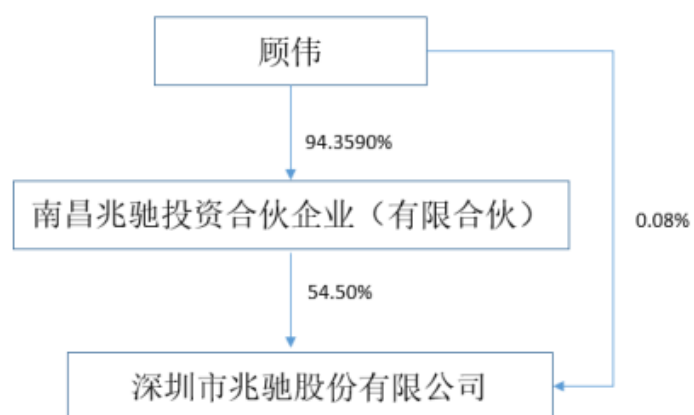 顾伟
94.3590%
南昌兆驰投资合伙企业（有限合伙）
0.08%
54.50%
深圳市兆驰股份有限公司